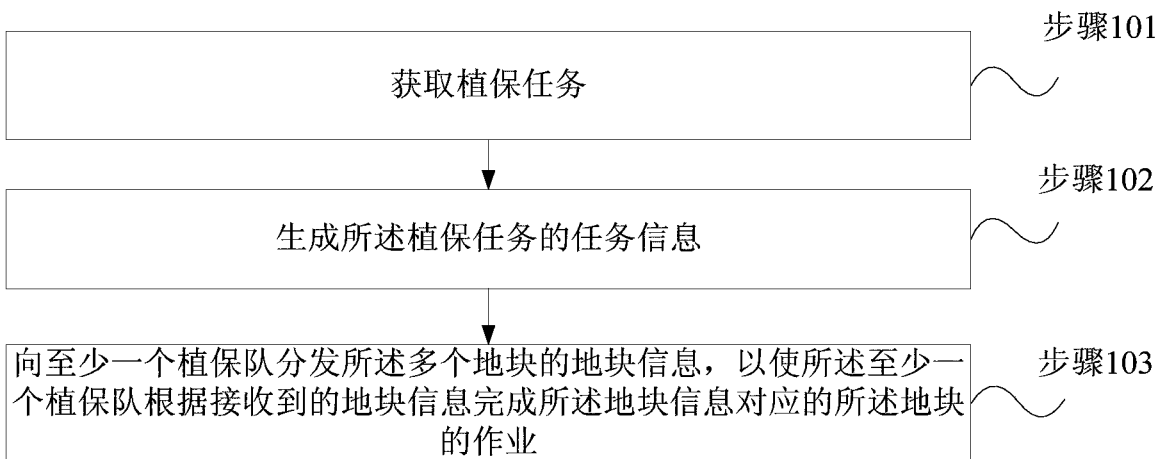 步骤101
获取植保任务
步骤102
生成所述植保任务的任务信息
步骤103
向至少一个植保队分发所述多个地块的地块信息，以使所述至少一
个植保队根据接收到的地块信息完成所述地块信息对应的所述地块
的作业